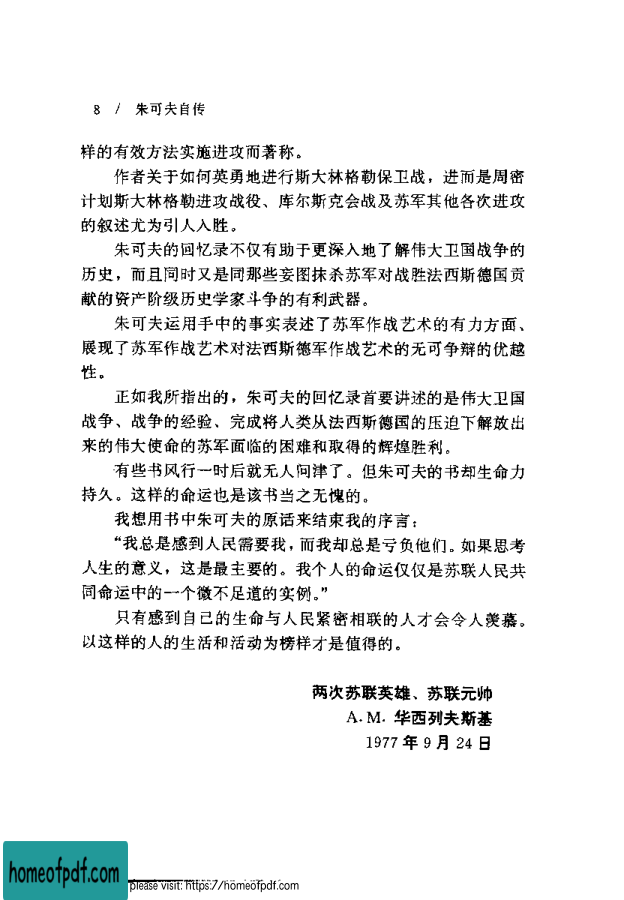 8 / 朱可夫自传
样的有效方法实施进攻而著称。
作者关于如何英勇地进行斯大林格勒保卫战，进而是周密
计划斯大林格勒进攻战役、库尔斯克会战及苏军其他各次进攻
的叙述尤为引人入胜。
朱可夫的回忆录不仅有助于更深入地了解伟大卫国战争的
历史，而且同时又是同那些妄图抹杀苏军对战胜法西斯德国贡
献的资产阶级历史学家斗争的有利武器。
朱可夫运用手中的事实表述了苏军作战艺术的有力方面、
展现了苏军作战艺术对法西斯德军作战艺术的无可争辩的优越
性。
正如我所指出的，朱可夫的回忆录首要讲述的是伟大卫国
战争、战争的经验、完成将人类从法西斯德国的压迫下解放出
来的伟大使命的苏军面临的困难和取得的辉煌胜利。
有些书风行一时后就无人问津了。但朱可夫的书却生命力
持久。这样的命运也是该书当之无愧的。
我想用书中朱可夫的原话来结束我的序言：
“我总是感到人民需要我，而我却总是亏负他们。如果思考
人生的意义，这是最主要的。我个人的命运仅仅是苏联人民共
同命运中的一个微不足道的实例。”
只有感到自己的生命与人民紧密相联的人才会令人羡慕。
以这样的人的生活和活动为榜样才是值得的。
两次苏联英雄、苏联元帅
A.M. 华西列夫斯基
1977年9月24日
homeofpdf.com
please visit: https://homeofpdf.com